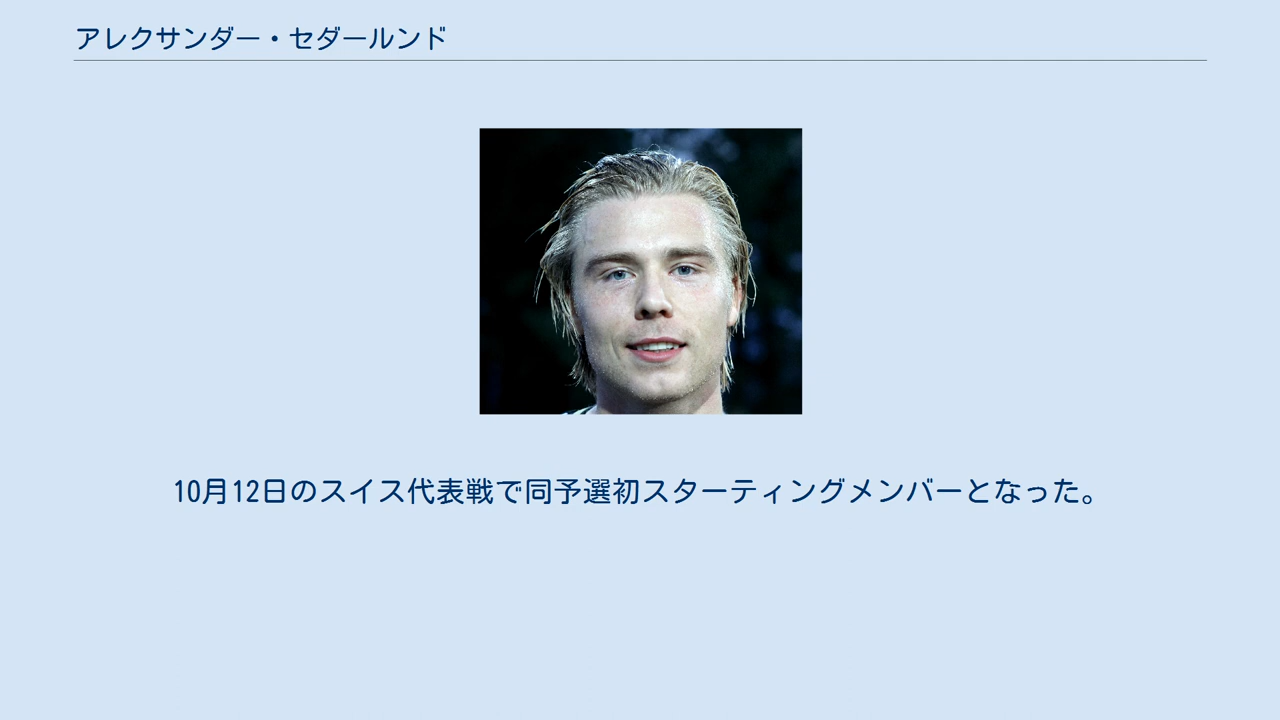 アレクサンダー・セダールンド
10月12日のスイス代表戦で同予選初スターティングメンバーとなった。